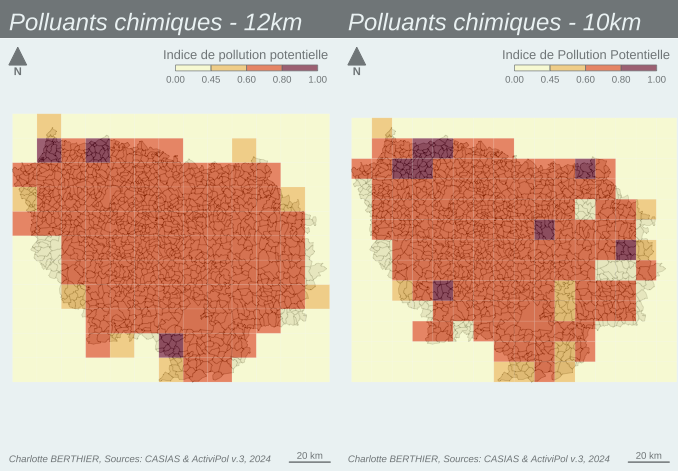 Polluants chimiques - 12km
Indice de pollution potentielle
0.00 0.45 0.60 0.80 1.00
N
Charlotte BERTHIER, Sources: CASIAS & ActiviPol v.3, 2024
20 km
Polluants chimiques - 10km
Indice de Pollution Potentielle
0.00 0.45 0.60 0.80 1.00
N
Charlotte BERTHIER, Sources: CASIAS & ActiviPol v.3, 2024
20 km